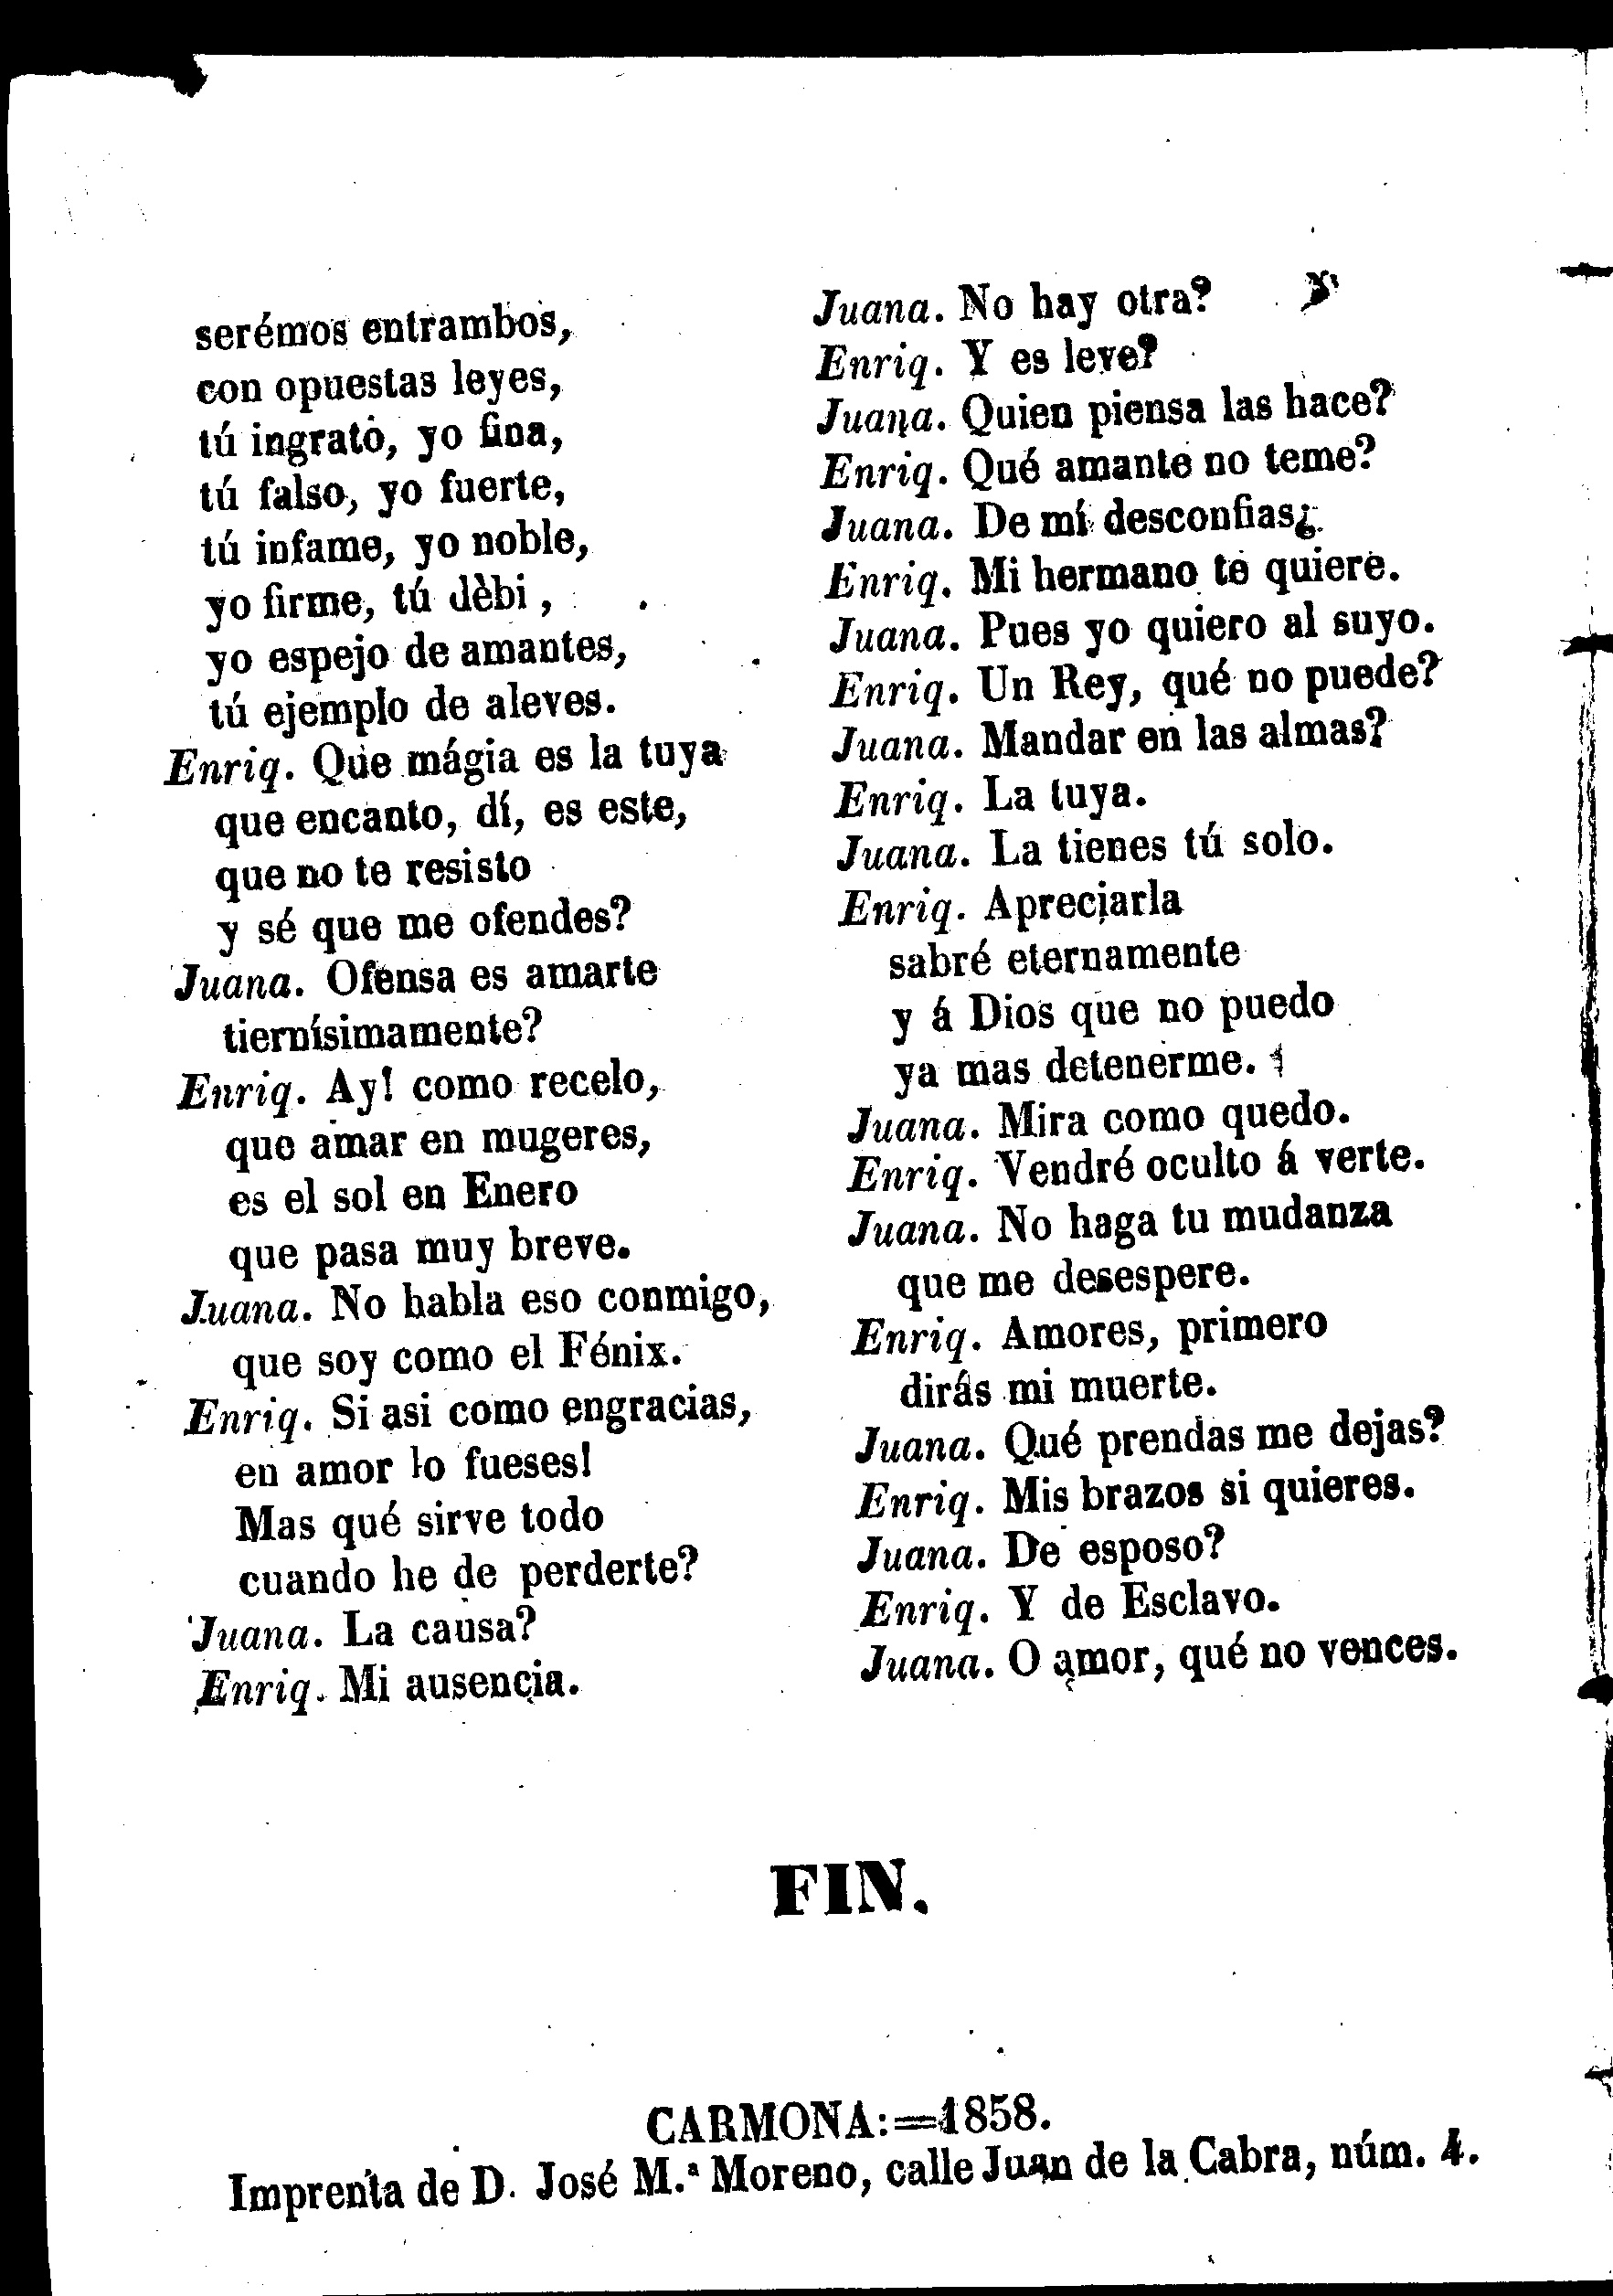 serémos entrambos,
con opuestas leyes,
tú ingrato, yo fina,
tú falso, yo fuerte,
tú infame, yo noble,
yo firme, tú dèbi ,
yo espejo de amantes,
tú ejemplo de aleves.
Enriq. Que mágia es la tuya
que encanto, dí, es este,
que no te resisto
y sé que me ofendes?
Juana. Ofensa es amarte
tiernísimamente?
Enriq. Ay! como recelo,
que amar en mugeres,
es el sol en Enero
que pasa muy breve.
Juana. No habla eso conmigo,
que soy como el Fénix.
Enriq. Si asi como engracias,
en amor lo fueses!
Mas qué sirve todo
cuando he de perderte?
Juana. La causa?
Enriq. Mi ausencia.
Juana. No hay otra?
Enriq. Y es leve?
Juana. Quien piensa las hace?
Enriq. Qué amante no teme?
Juana. De mí desconfias¿
Enriq. Mi hermano te quiere.
Juana. Pues yo quiero al suyo.
Enriq. Un Rey, qué no puede?
Juana. Mandar en las almas?
Enriq. La tuya.
Juana. La tienes tú solo.
Enriq. Apreciarla
sabré eternamente
y á Dios que no puedo
ya mas detenerme.
Juana. Mira como quedo.
Enriq. Vendré oculto á verte.
Juana. No haga tu mudanza
que me desespere.
Enriq. Amores, primero
dirás mi muerte.
Juana. Qué prendas me dejas?
Enriq. Mis brazos si quieres.
Juana. De esposo?
Enriq. Y de Esclavo.
Juana. O amor, qué no vences.
FIN.
CARMONA:=1858.
Imprenta de D. José M.ª Moreno, calle Juan de la Cabra, núm. 4.